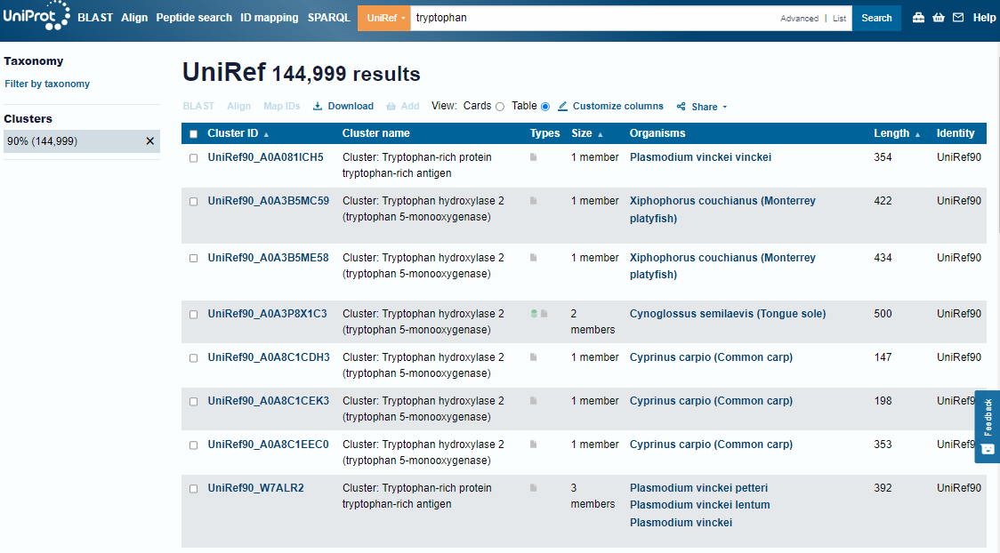 UniProt BLAST Align Peptide search ID mapping SPARQL UniRef tryptophan Advanced | List Search Help
Taxonomy
Filter by taxonomy
Clusters
90% (144,999) ✕
UniRef 144,999 results
BLAST Align Map IDs Download Add View: Cards Table Customize columns Share
Cluster ID Cluster name Types Size Organisms Length Identity
UniRef90_A0A081ICH5 Cluster: Tryptophan-rich protein 1 member Plasmodium vinckei vinckei 354 UniRef90
tryptophan-rich antigen
UniRef90_A0A3B5MC59 Cluster: Tryptophan hydroxylase 2 1 member Xiphophorus couchianus (Monterrey 422 UniRef90
(tryptophan 5-monooxygenase) platyfish)
UniRef90_A0A3B5ME58 Cluster: Tryptophan hydroxylase 2 1 member Xiphophorus couchianus (Monterrey 434 UniRef90
(tryptophan 5-monooxygenase) platyfish)
UniRef90_A0A3P8X1C3 Cluster: Tryptophan hydroxylase 2 2 Cynoglossus semilaevis (Tongue sole) 500 UniRef90
(tryptophan 5-monooxygenase) members
UniRef90_A0A8C1CDH3 Cluster: Tryptophan hydroxylase 2 1 member Cyprinus carpio (Common carp) 147 UniRef90
(tryptophan 5-monooxygenase)
UniRef90_A0A8C1CEK3 Cluster: Tryptophan hydroxylase 2 1 member Cyprinus carpio (Common carp) 198 UniRef90
(tryptophan 5-monooxygenase)
UniRef90_A0A8C1EEC0 Cluster: Tryptophan hydroxylase 2 1 member Cyprinus carpio (Common carp) 353 UniRef9
(tryptophan 5-monooxygenase)
UniRef90_W7ALR2 Cluster: Tryptophan-rich protein 3 Plasmodium vinckei petteri 392 UniRef90
tryptophan-rich antigen members Plasmodium vinckei lentum
Plasmodium vinckei
Feedback